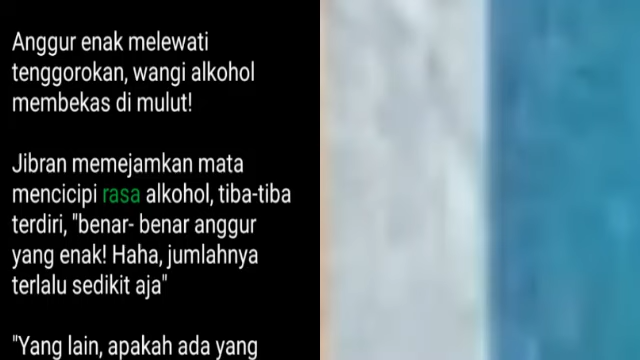 Anggur enak melewati
tenggorokan, wangi alkohol
membekas di mulut!
Jibran memejamkan mata
mencicipi rasa alkohol, tiba-tiba
terdiri, "benar- benar anggur
yang enak! Haha, jumlahnya
terlalu sedikit aja"
"Yang lain, apakah ada yang